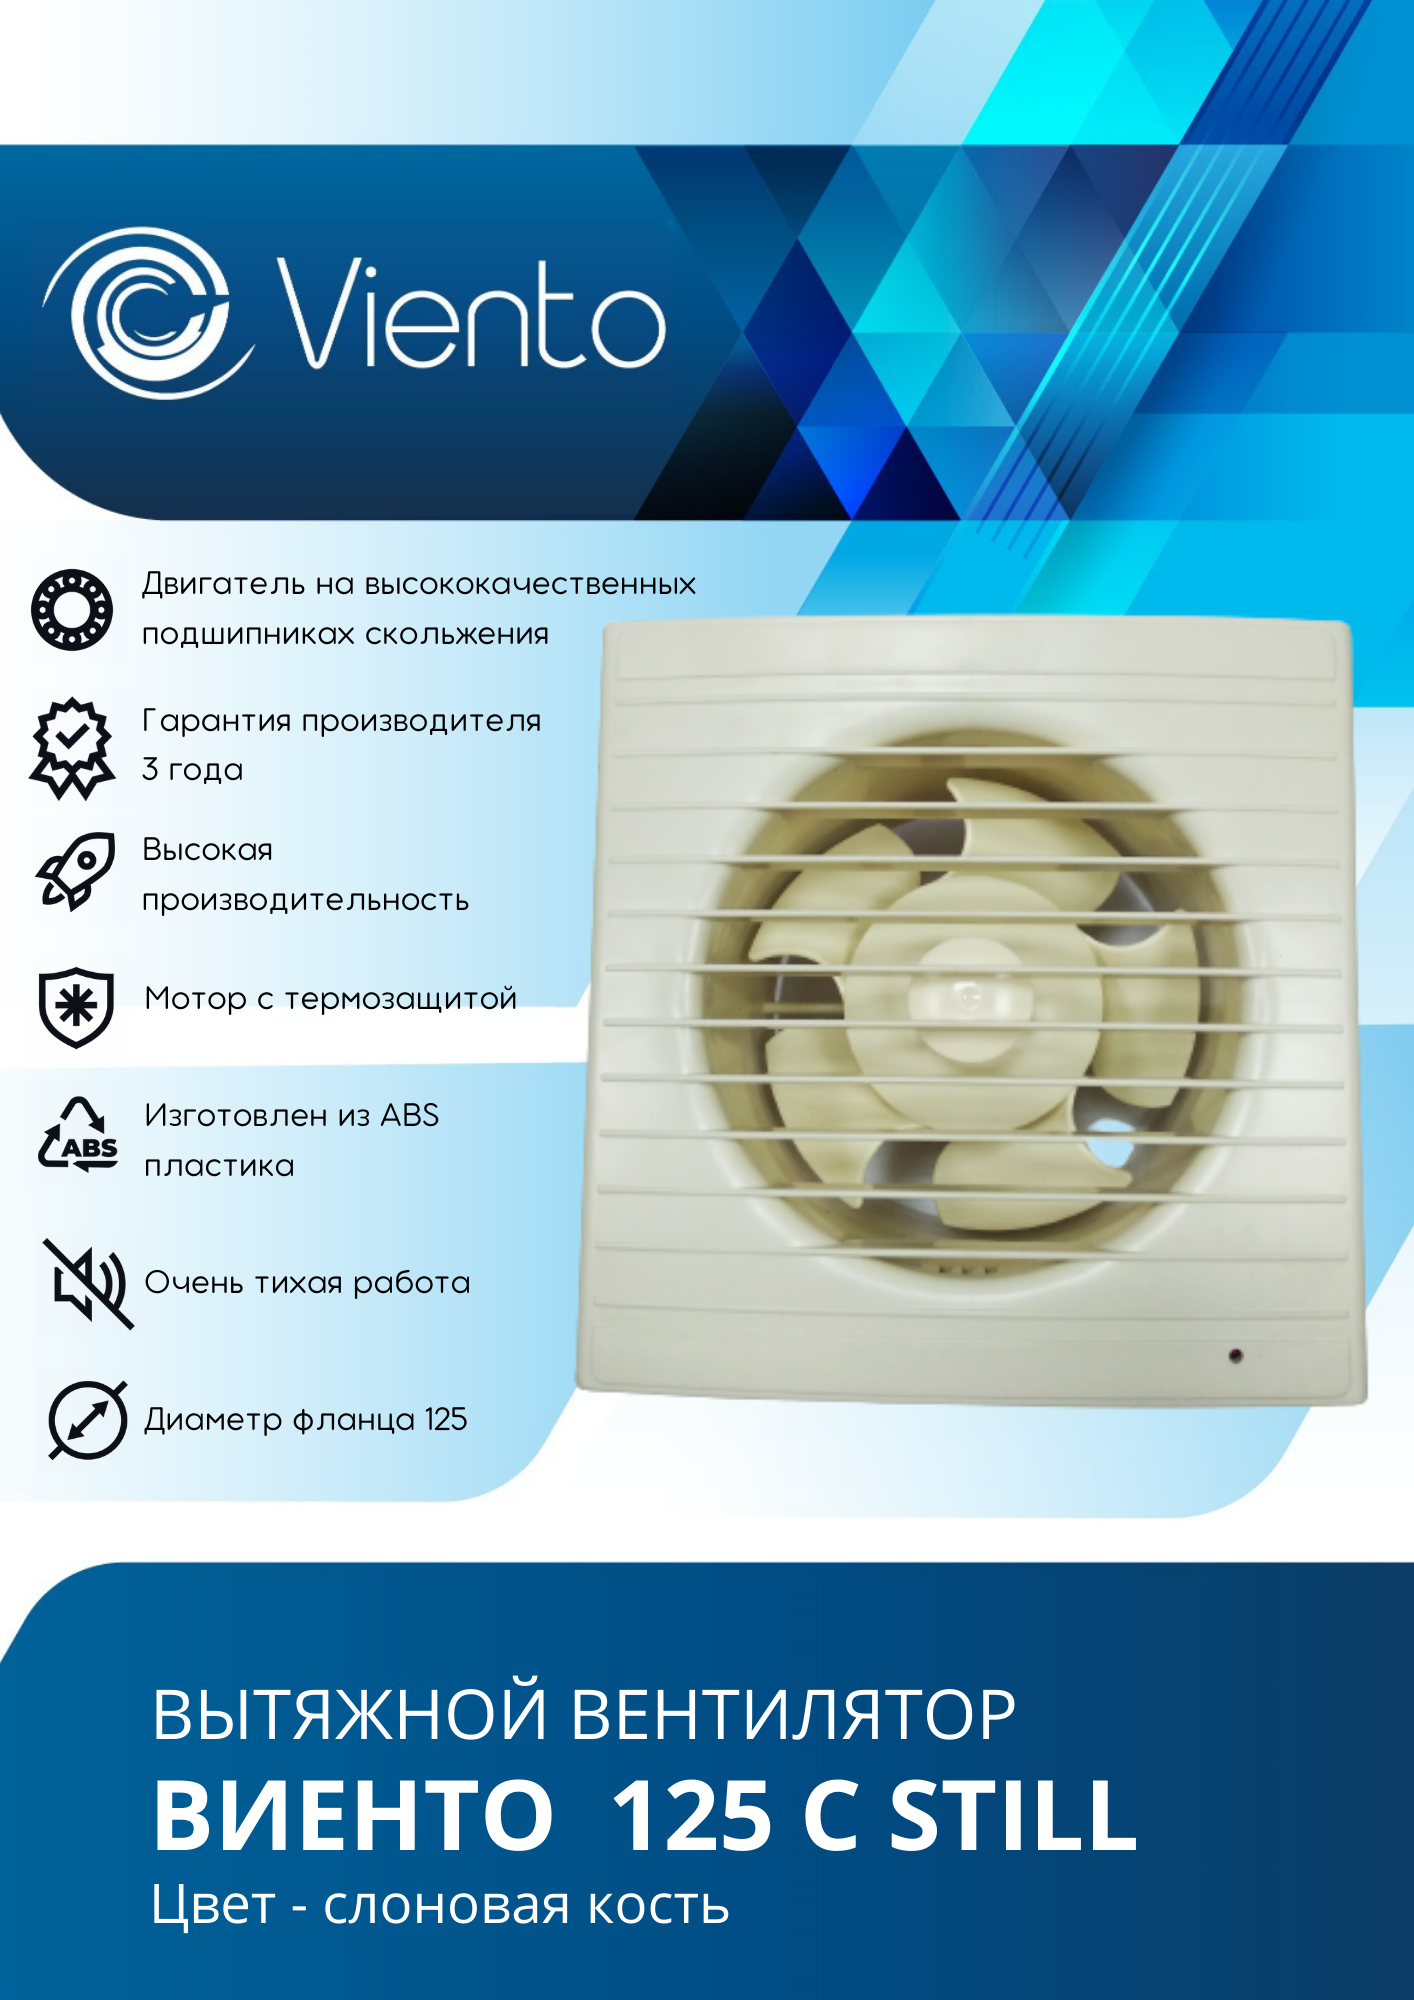 Viento
Двигатель на высококачественных
подшипниках скольжения
Гарантия производителя
3 года
Высокая
производительность
Мотор с термозащитой
ABS
Изготовлен из ABS
пластика
Очень тихая работа
Диаметр фланца 125
ВЫТЯЖНОЙ ВЕНТИЛЯТОР
ВИЕНТО 125 С STILL
Цвет - слоновая кость